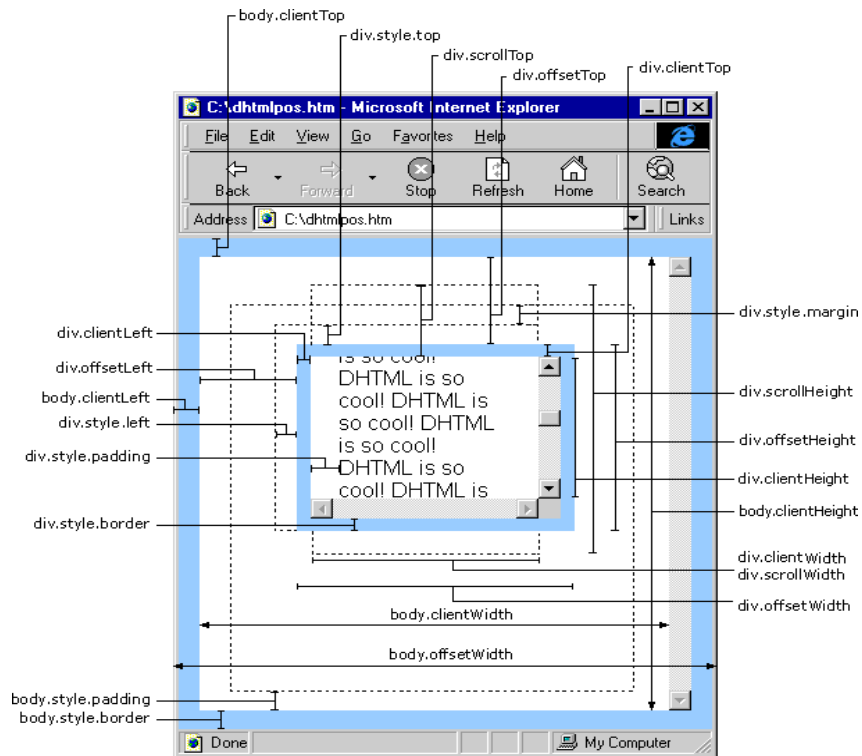 body.clientTop
div.style.top
div.scrollTop
div.offsetTop
div.clientTop
C:\dhtmlpos.htm - Microsoft Internet Explorer
File Edit View Go Favorites Help
Back Forward Stop Refresh Home Search
Address C:\dhtmlpos.htm Links
div.style.margin
div.clientLeft
div.offsetLeft
body.clientLeft
div.style.left
div.style.padding
div.style.border
is so cool!
DHTML is so
cool! DHTML is
so cool! DHTML
is so cool!
DHTML is so
cool! DHTML is
div.scrollHeight
div.offsetHeight
div.clientHeight
body.clientHeight
div.clientWidth
div.scrollWidth
div.offsetWidth
body.clientWidth
body.offsetWidth
body.style.padding
body.style.border
Done My Computer